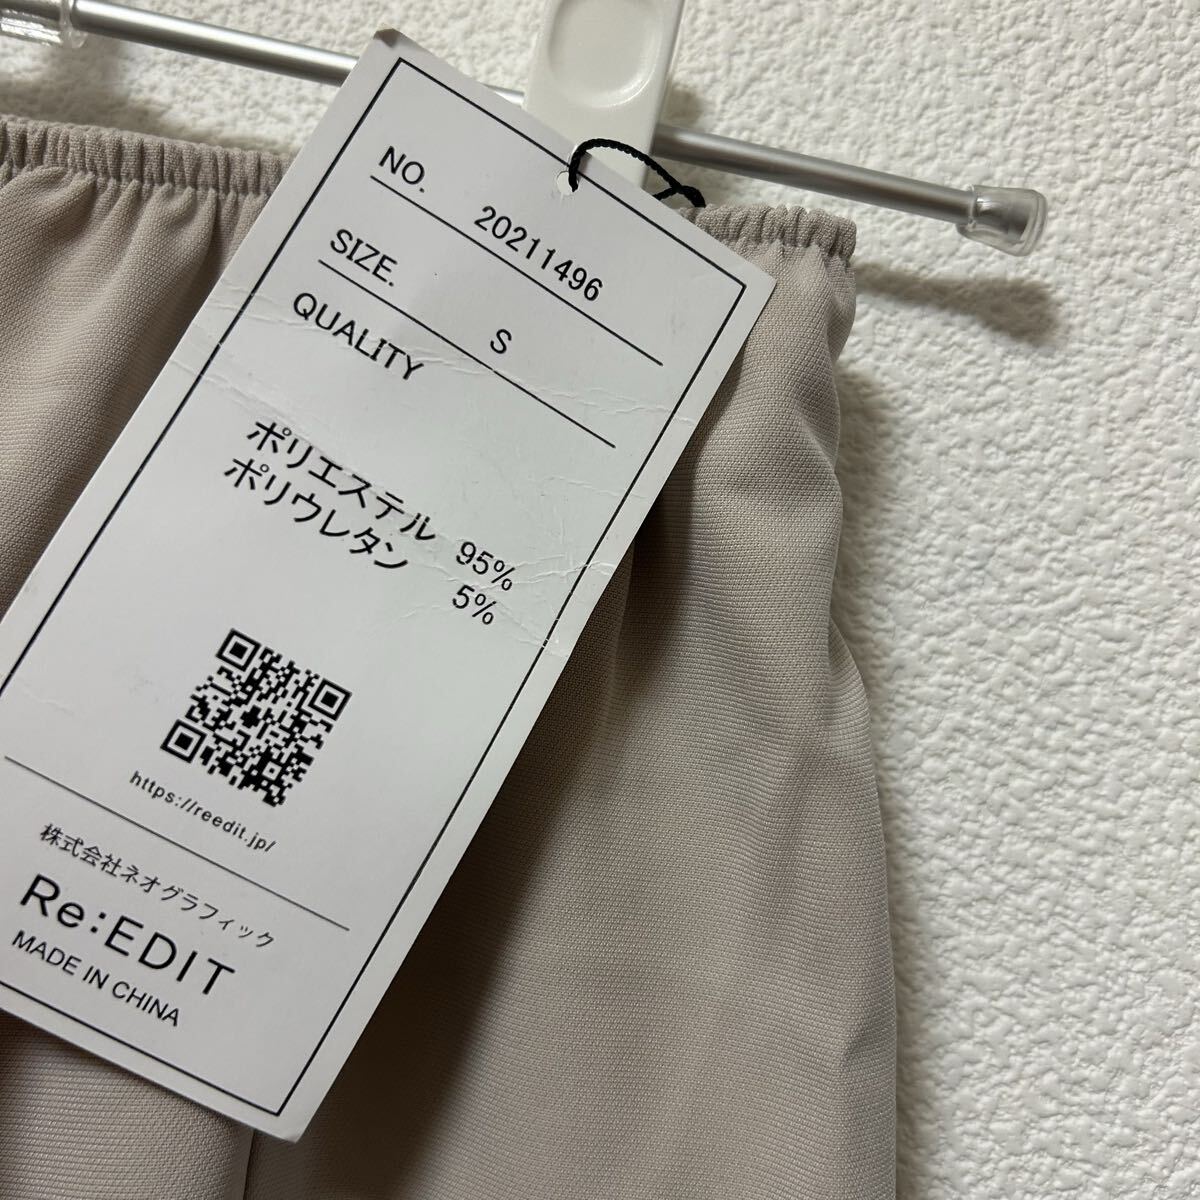 NO. 20211496
SIZE. S
QUALITY
ポリエステル 95%
ポリウレタン 5%
https://reedit.jp/
株式会社ネオグラフィック
Re:EDIT
MADE IN CHINA